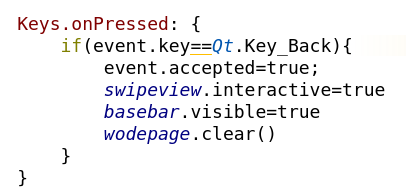 Keys.onPressed: {
    if(event.key==Qt.Key_Back){
        event.accepted=true;
        swipeview.interactive=true
        basebar.visible=true
        wodepage.clear()
    }
}